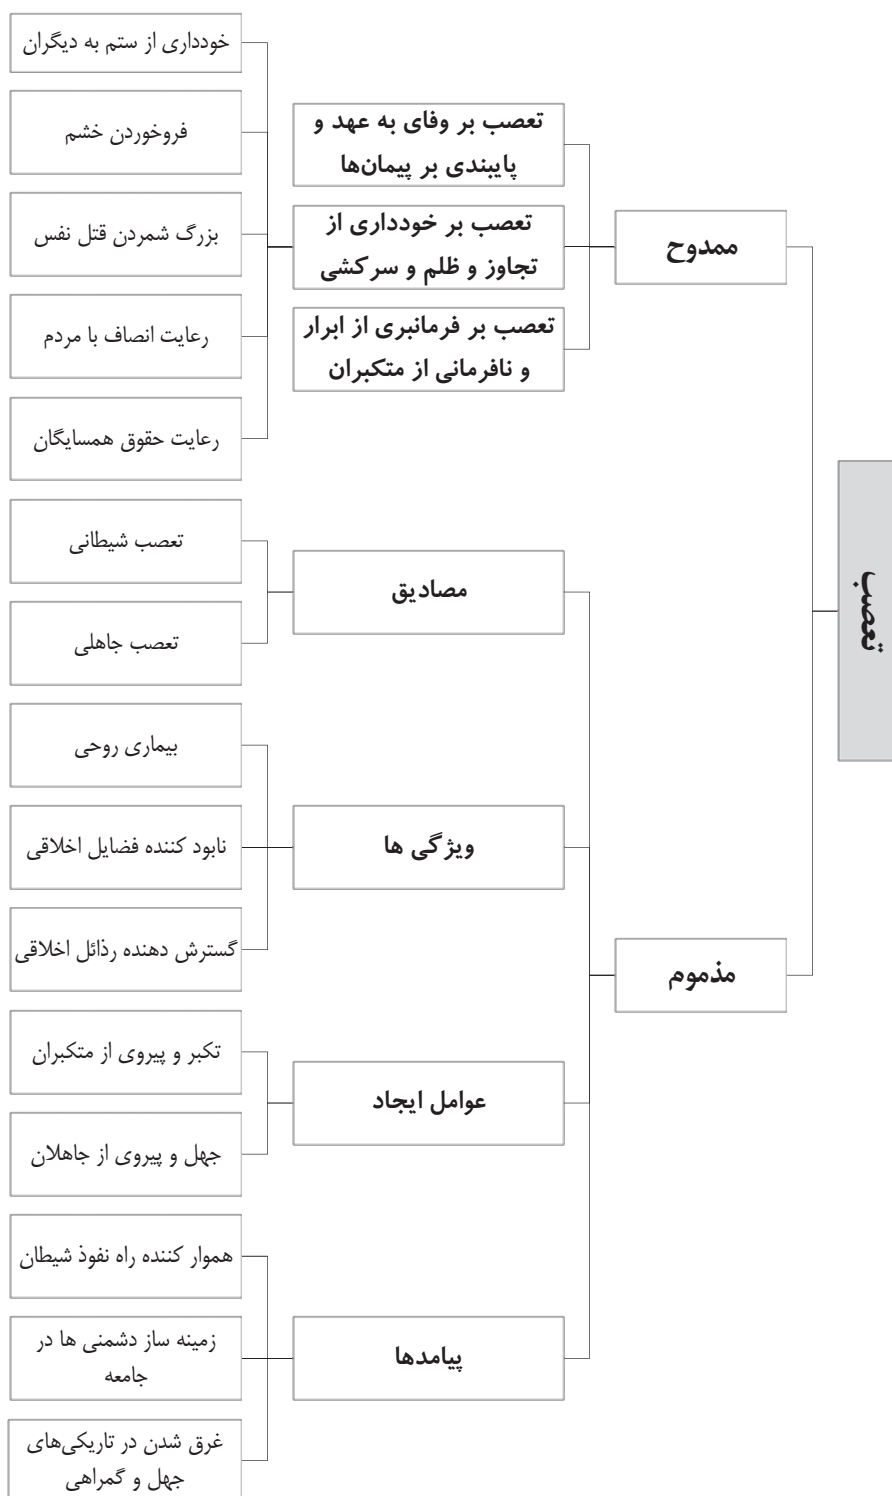 تعصب
ممدوح
تعصب بر وفای به عهد و
پایبندی بر پیمان‌ها
تعصب بر خودداری از
تجاوز و ظلم و سرکشی
خودداری از ستم به دیگران
فروخوردن خشم
بزرگ شمردن قتل نفس
رعایت انصاف با مردم
رعایت حقوق همسایگان
تعصب بر فرمانبری از ابرار
و نافرمانی از متکبران
مذموم
مصادیق
تعصب شیطانی
تعصب جاهلی
ویژگی ها
بیماری روحی
نابود کننده فضایل اخلاقی
گسترش دهنده رذائل اخلاقی
عوامل ایجاد
تکبر و پیروی از متکبران
جهل و پیروی از جاهلان
پیامدها
هموار کننده راه نفوذ شیطان
زمینه ساز دشمنی ها در
جامعه
غرق شدن در تاریکی‌های
جهل و گمراهی